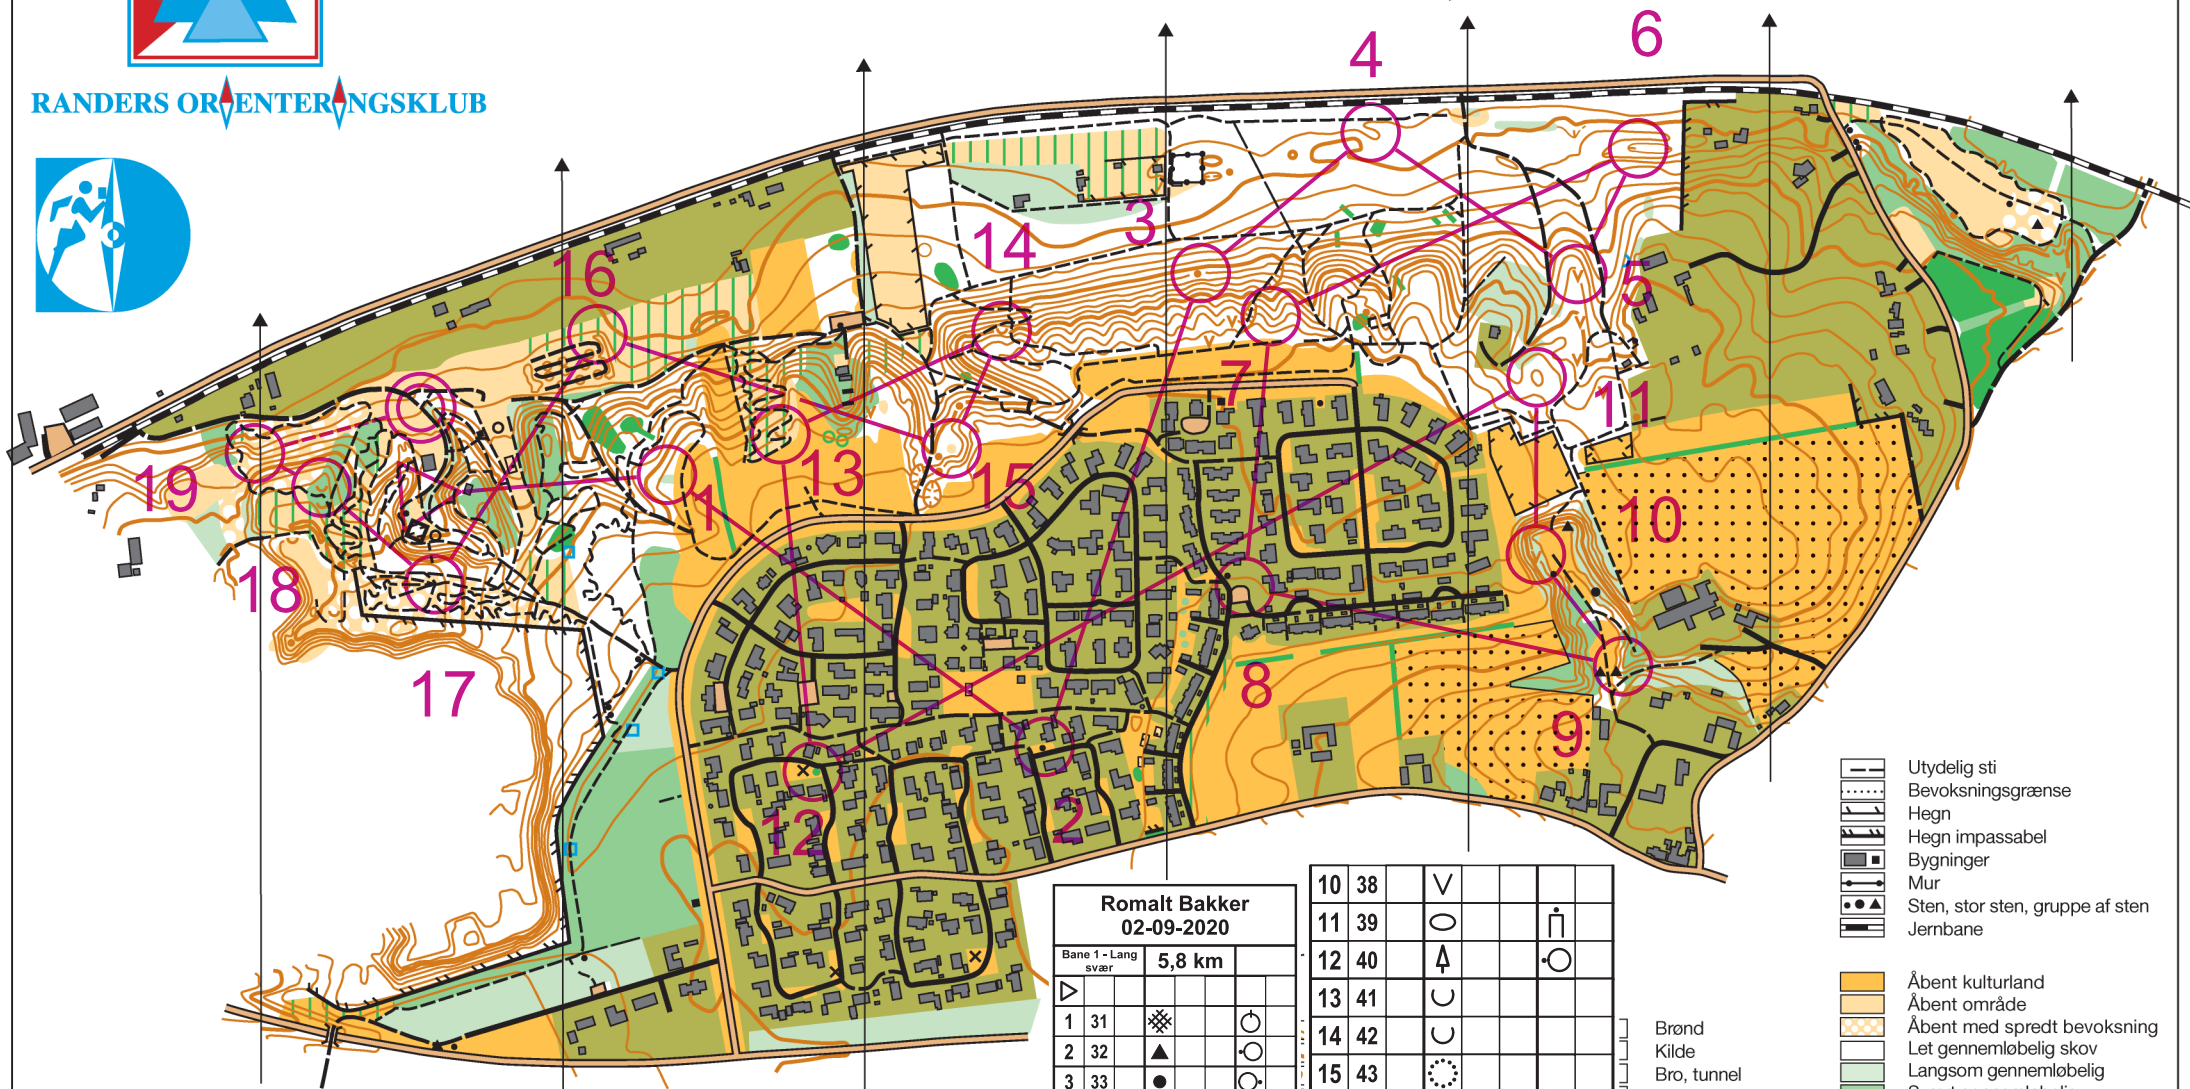 RANDERS ORIENTERINGSKLUB
4
6
3
14
16
5
7
11
19
1
13
15
10
18
17
8
9
12
2
Romalt Bakker
02-09-2020
Bane 1 - Lang
svær
5,8 km
1 31
2 32
3 33
10 38
11 39
12 40
13 41
14 42
15 43
Brønd
Kilde
Bro, tunnel
Utydelig sti
Bevoksningsgrænse
Hegn
Hegn impassabel
Bygninger
Mur
Sten, stor sten, gruppe af sten
Jernbane
Åbent kulturland
Åbent område
Åbent med spredt bevoksning
Let gennemløbelig skov
Langsom gennemløbelig